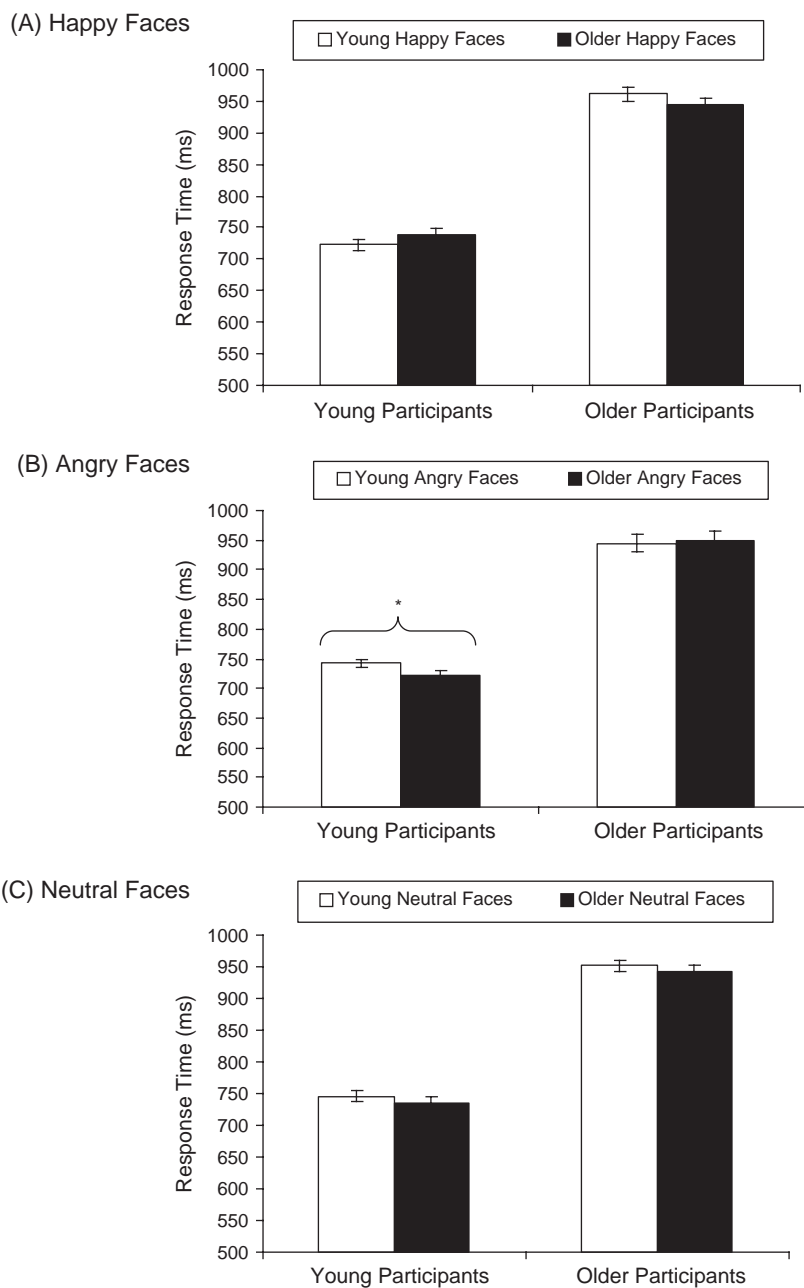 (A) Happy Faces
Young Happy Faces Older Happy Faces
Response Time (ms)
1000
950
900
850
800
750
700
650
600
550
500
Young Participants Older Participants
(B) Angry Faces
Young Angry Faces Older Angry Faces
Response Time (ms)
1000
950
900
850
800
750
700
650
600
550
500
*
Young Participants Older Participants
(C) Neutral Faces
Young Neutral Faces Older Neutral Faces
Response Time (ms)
1000
950
900
850
800
750
700
650
600
550
500
Young Participants Older Participants